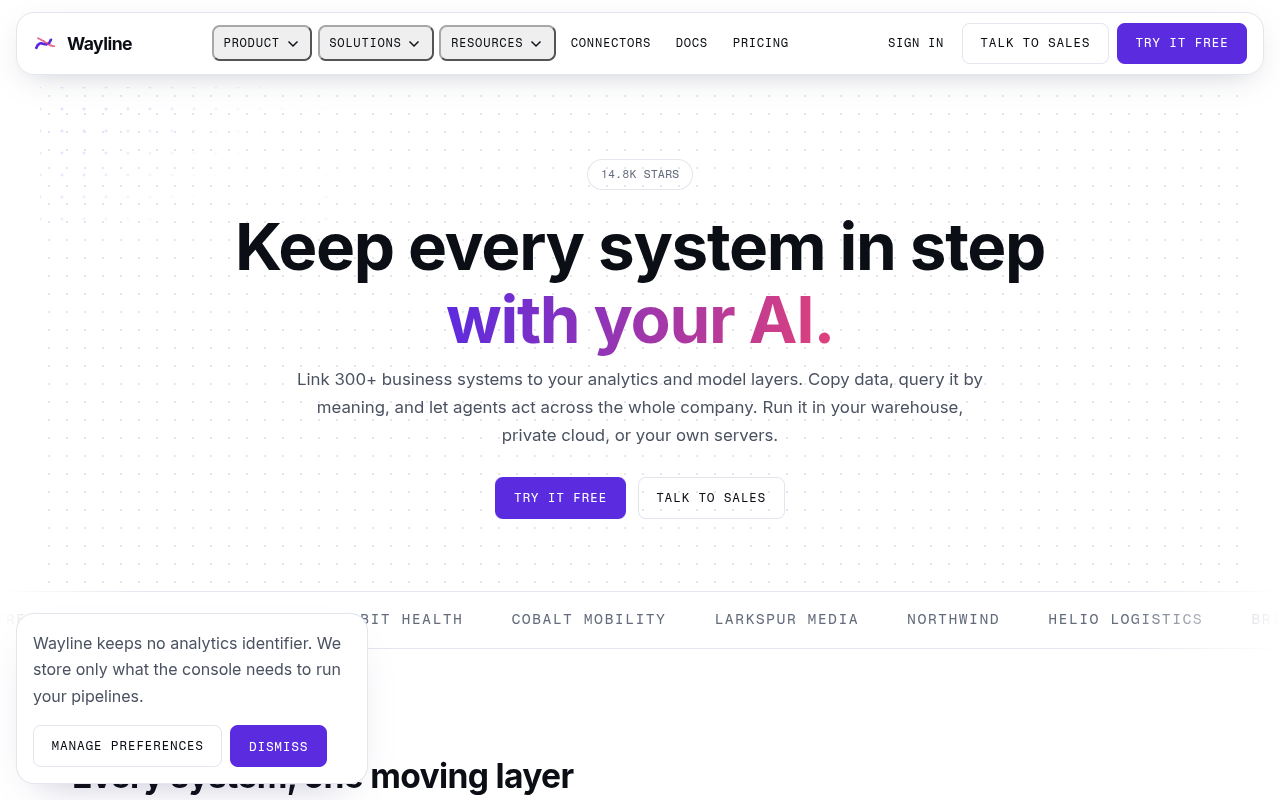 Wayline
PRODUCT
SOLUTIONS
RESOURCES
CONNECTORS
DOCS
PRICING
SIGN IN
TALK TO SALES
TRY IT FREE
14.8K STARS
Keep every system in step
with your AI.
Link 300+ business systems to your analytics and model layers. Copy data, query it by
meaning, and let agents act across the whole company. Run it in your warehouse,
private cloud, or your own servers.
TRY IT FREE
TALK TO SALES
HEALTH COBALT MOBILITY LARKSPUR MEDIA NORTHWIND HELIO LOGISTICS
Wayline keeps no analytics identifier. We
store only what the console needs to run
your pipelines.
MANAGE PREFERENCES
DISMISS
Every system, one moving layer